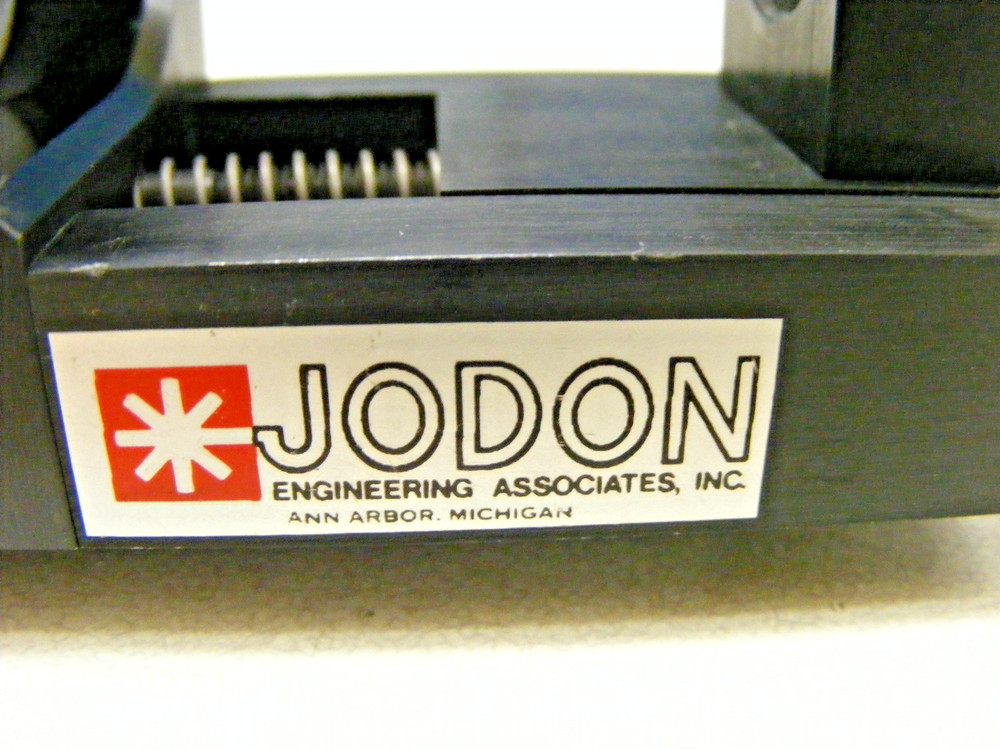 JODON
ENGINEERING ASSOCIATES, INC.
ANN ARBOR. MICHIGAN